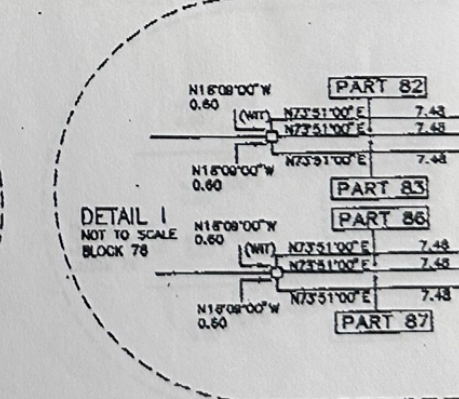 PART 82
N16°09'00"W
0.60
(WIT)
N73°51'00"E 7.48
N73°51'00"E 7.48
N73°51'00"E 7.48
N16°09'00"W
0.60
PART 83
DETAIL 1
NOT TO SCALE
BLOCK 78
PART 86
N16°09'00"W
0.60
(WIT)
N73°51'00"E 7.48
N73°51'00"E 7.48
N73°51'00"E 7.48
N16°09'00"W
0.60
PART 87